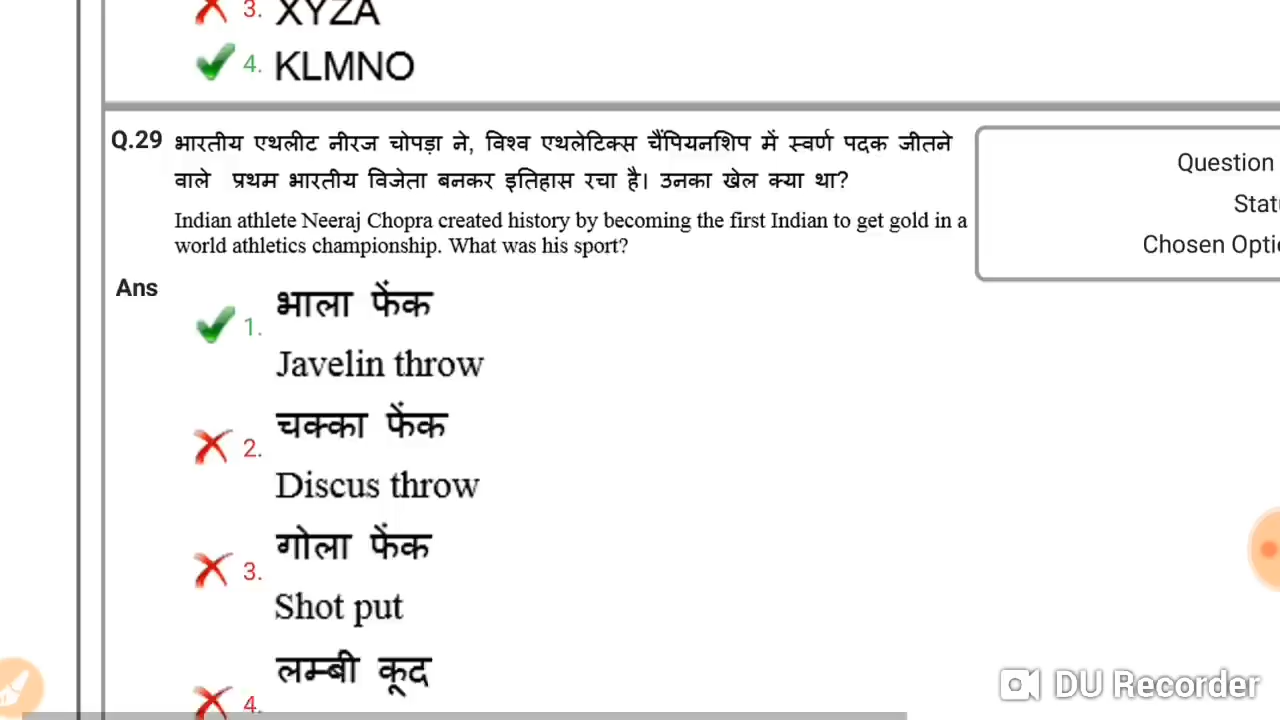 3. XYZA
4. KLMNO
Q.29 भारतीय एथलीट नीरज चोपड़ा ने, विश्व एथलेटिक्स चैंपियनशिप में स्वर्ण पदक जीतने
वाले प्रथम भारतीय विजेता बनकर इतिहास रचा है। उनका खेल क्या था?
Indian athlete Neeraj Chopra created history by becoming the first Indian to get gold in a
world athletics championship. What was his sport?
Question
Statu
Chosen Optio
Ans
1. भाला फेंक
Javelin throw
2. चक्का फेंक
Discus throw
3. गोला फेंक
Shot put
4. लम्बी कूद
DU Recorder